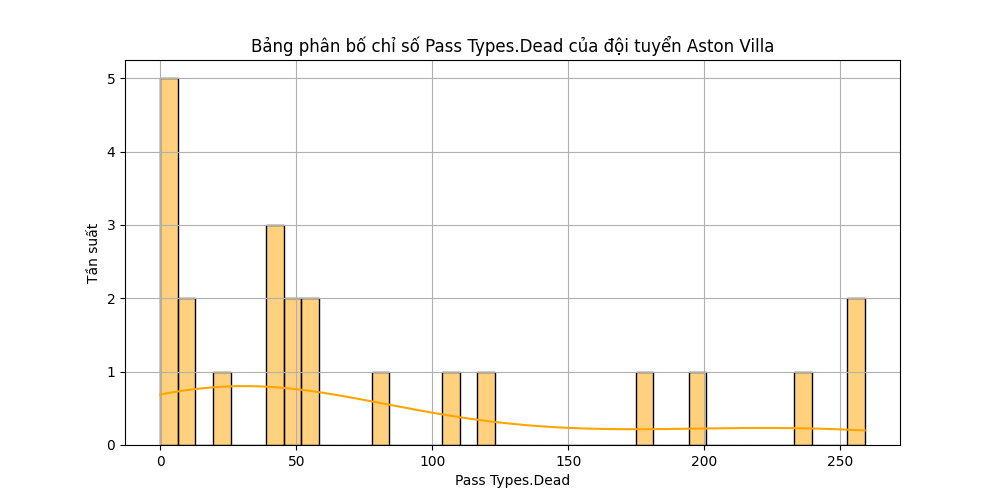 Bảng phân bố chỉ số Pass Types.Dead của đội tuyển Aston Villa
5
4
3
2
1
0
Tần suất
0 50 100 150 200 250
Pass Types.Dead